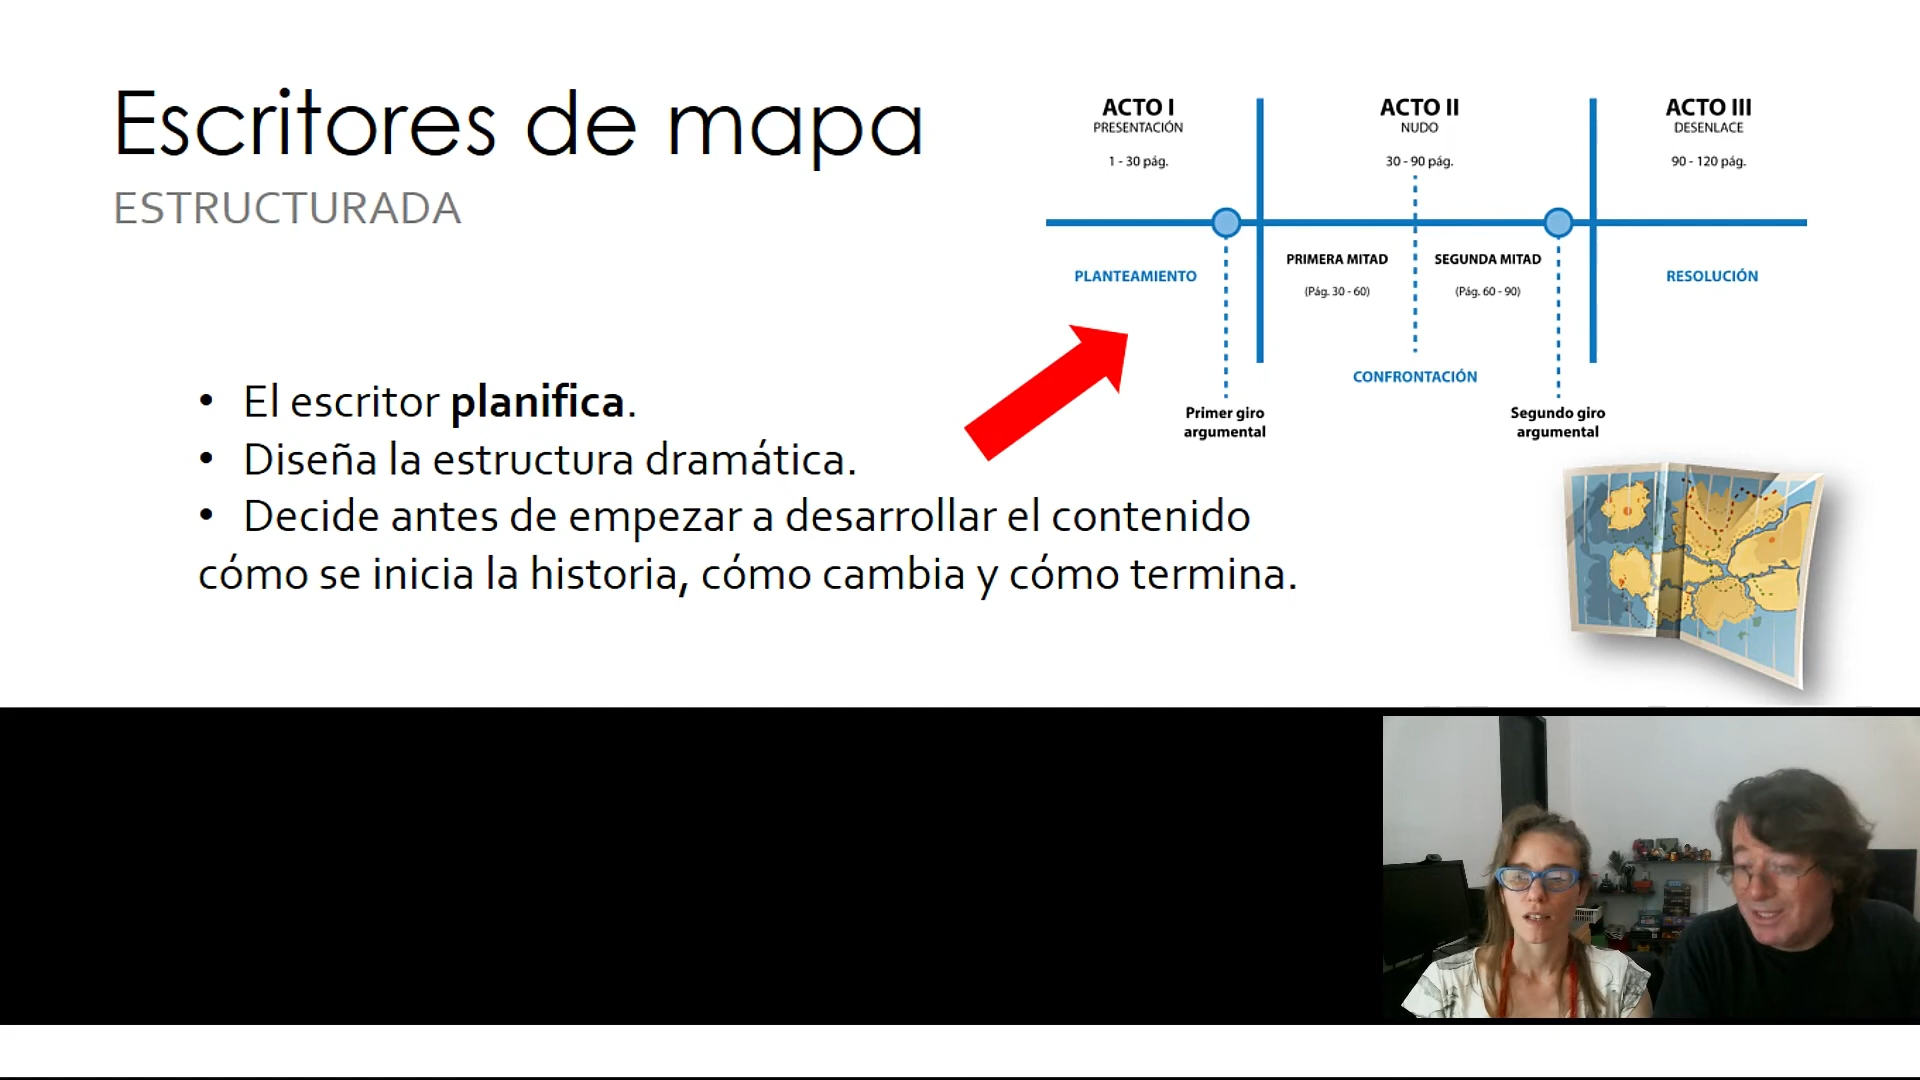 Escritores de mapa
ESTRUCTURADA
ACTO I
PRESENTACIÓN
1 - 30 pág.
ACTO II
NUDO
30 - 90 pág.
ACTO III
DESENLACE
90 - 120 pág.
PLANTEAMIENTO
PRIMERA MITAD
(Pág. 30 - 60)
SEGUNDA MITAD
(Pág. 60 - 90)
RESOLUCIÓN
CONFRONTACIÓN
Primer giro
argumental
Segundo giro
argumental
• El escritor planifica.
• Diseña la estructura dramática.
• Decide antes de empezar a desarrollar el contenido
cómo se inicia la historia, cómo cambia y cómo termina.